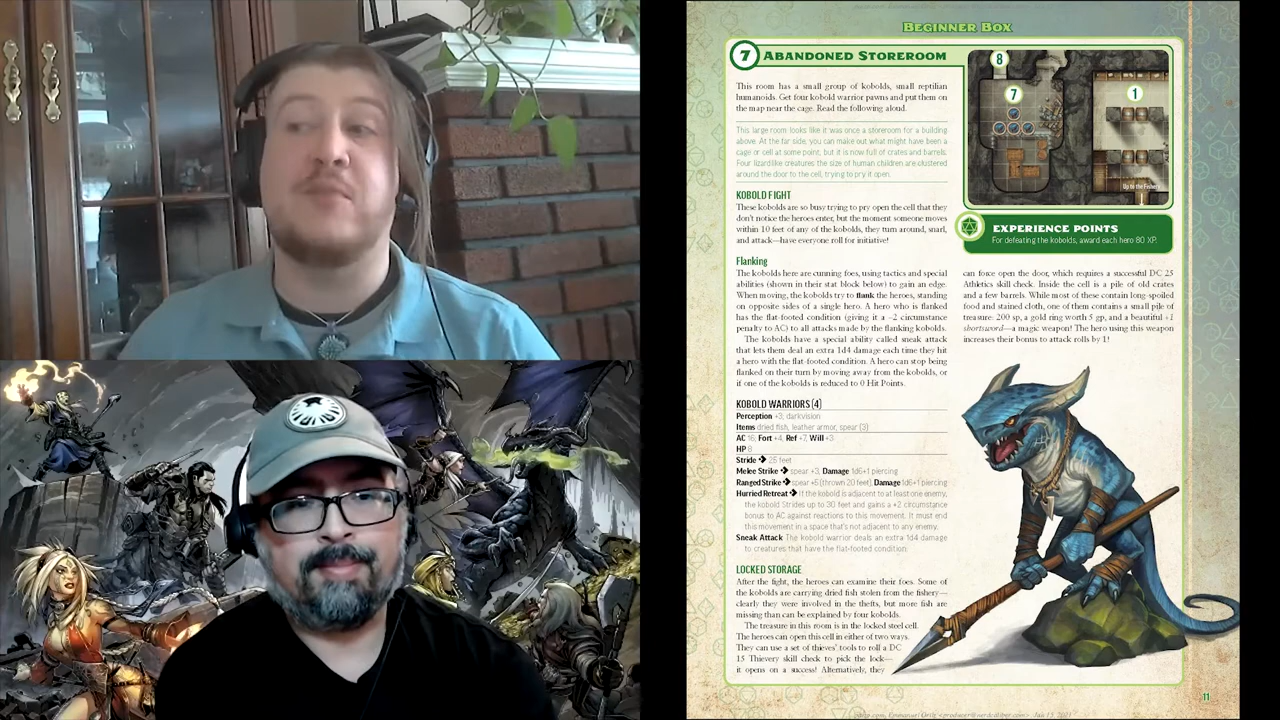 BEGINNER BOX
7 ABANDONED STOREROOM
This room has a small group of kobolds, small reptilian
humanoids. Get four kobold warrior pawns and put them on
the map near the cage. Read the following aloud.
This large room looks like it was once a storeroom for a building
above. At the far side, you can make out what might have been a
cage or cell at some point, but it is now full of crates and barrels.
Four lizardlike creatures the size of human children are clustered
around the door to the cell, trying to pry it open.
KOBOLD FIGHT
These kobolds are so busy trying to pry open the cell that they
don't notice the heroes enter, but the moment someone moves
within 10 feet of any of the kobolds, they turn around, snarl,
and attack—have everyone roll for initiative!
Flanking
The kobolds here are cunning foes, using tactics and special
abilities (shown in their stat block below) to gain an edge.
When moving, the kobolds try to flank the heroes, standing
on opposite sides of a single hero. A hero who is flanked
has the flat-footed condition (giving it a –2 circumstance
penalty to AC) to all attacks made by the flanking kobolds.
The kobolds have a special ability called sneak attack
that lets them deal an extra 1d4 damage each time they hit
a hero with the flat-footed condition. A hero can stop being
flanked on their turn by moving away from the kobolds, or
if one of the kobolds is reduced to 0 Hit Points.
KOBOLD WARRIORS (4)
Perception +3, darkvision
Items dried fish, leather armor, spear (3)
AC 16; Fort +4, Ref +7, Will +3
HP 8
Stride 25 feet
Melee Strike spear +3, Damage 1d6+1 piercing
Ranged Strike spear +5 (thrown 20 feet), Damage 1d6+1 piercing
Hurried Retreat If the kobold is adjacent to at least one enemy,
the kobold Strides up to 30 feet and gains a +2 circumstance
bonus to AC against reactions to this movement. It must end
this movement in a space that's not adjacent to any enemy.
Sneak Attack The kobold warrior deals an extra 1d4 damage
to creatures that have the flat-footed condition.
LOCKED STORAGE
After the fight, the heroes can examine their foes. Some of
the kobolds are carrying dried fish stolen from the fishery—
clearly they were involved in the thefts, but more fish are
missing than can be explained by four kobolds.
The treasure in this room is in the locked steel cell.
The heroes can open this cell in either of two ways.
They can use a set of thieves' tools to roll a DC
15 Thievery skill check to pick the lock—
it opens on a success! Alternatively, they
8
7
1
Up to the Fishery
EXPERIENCE POINTS
For defeating the kobolds, award each hero 80 XP.
can force open the door, which requires a successful DC 25
Athletics skill check. Inside the cell is a pile of old crates
and a few barrels. While most of these contain long-spoiled
food and stained cloth, one of them contains a small pile of
treasure: 200 sp, a gold ring worth 5 gp, and a beautiful +1
shortsword—a magic weapon! The hero using this weapon
increases their bonus to attack rolls by 1!
11